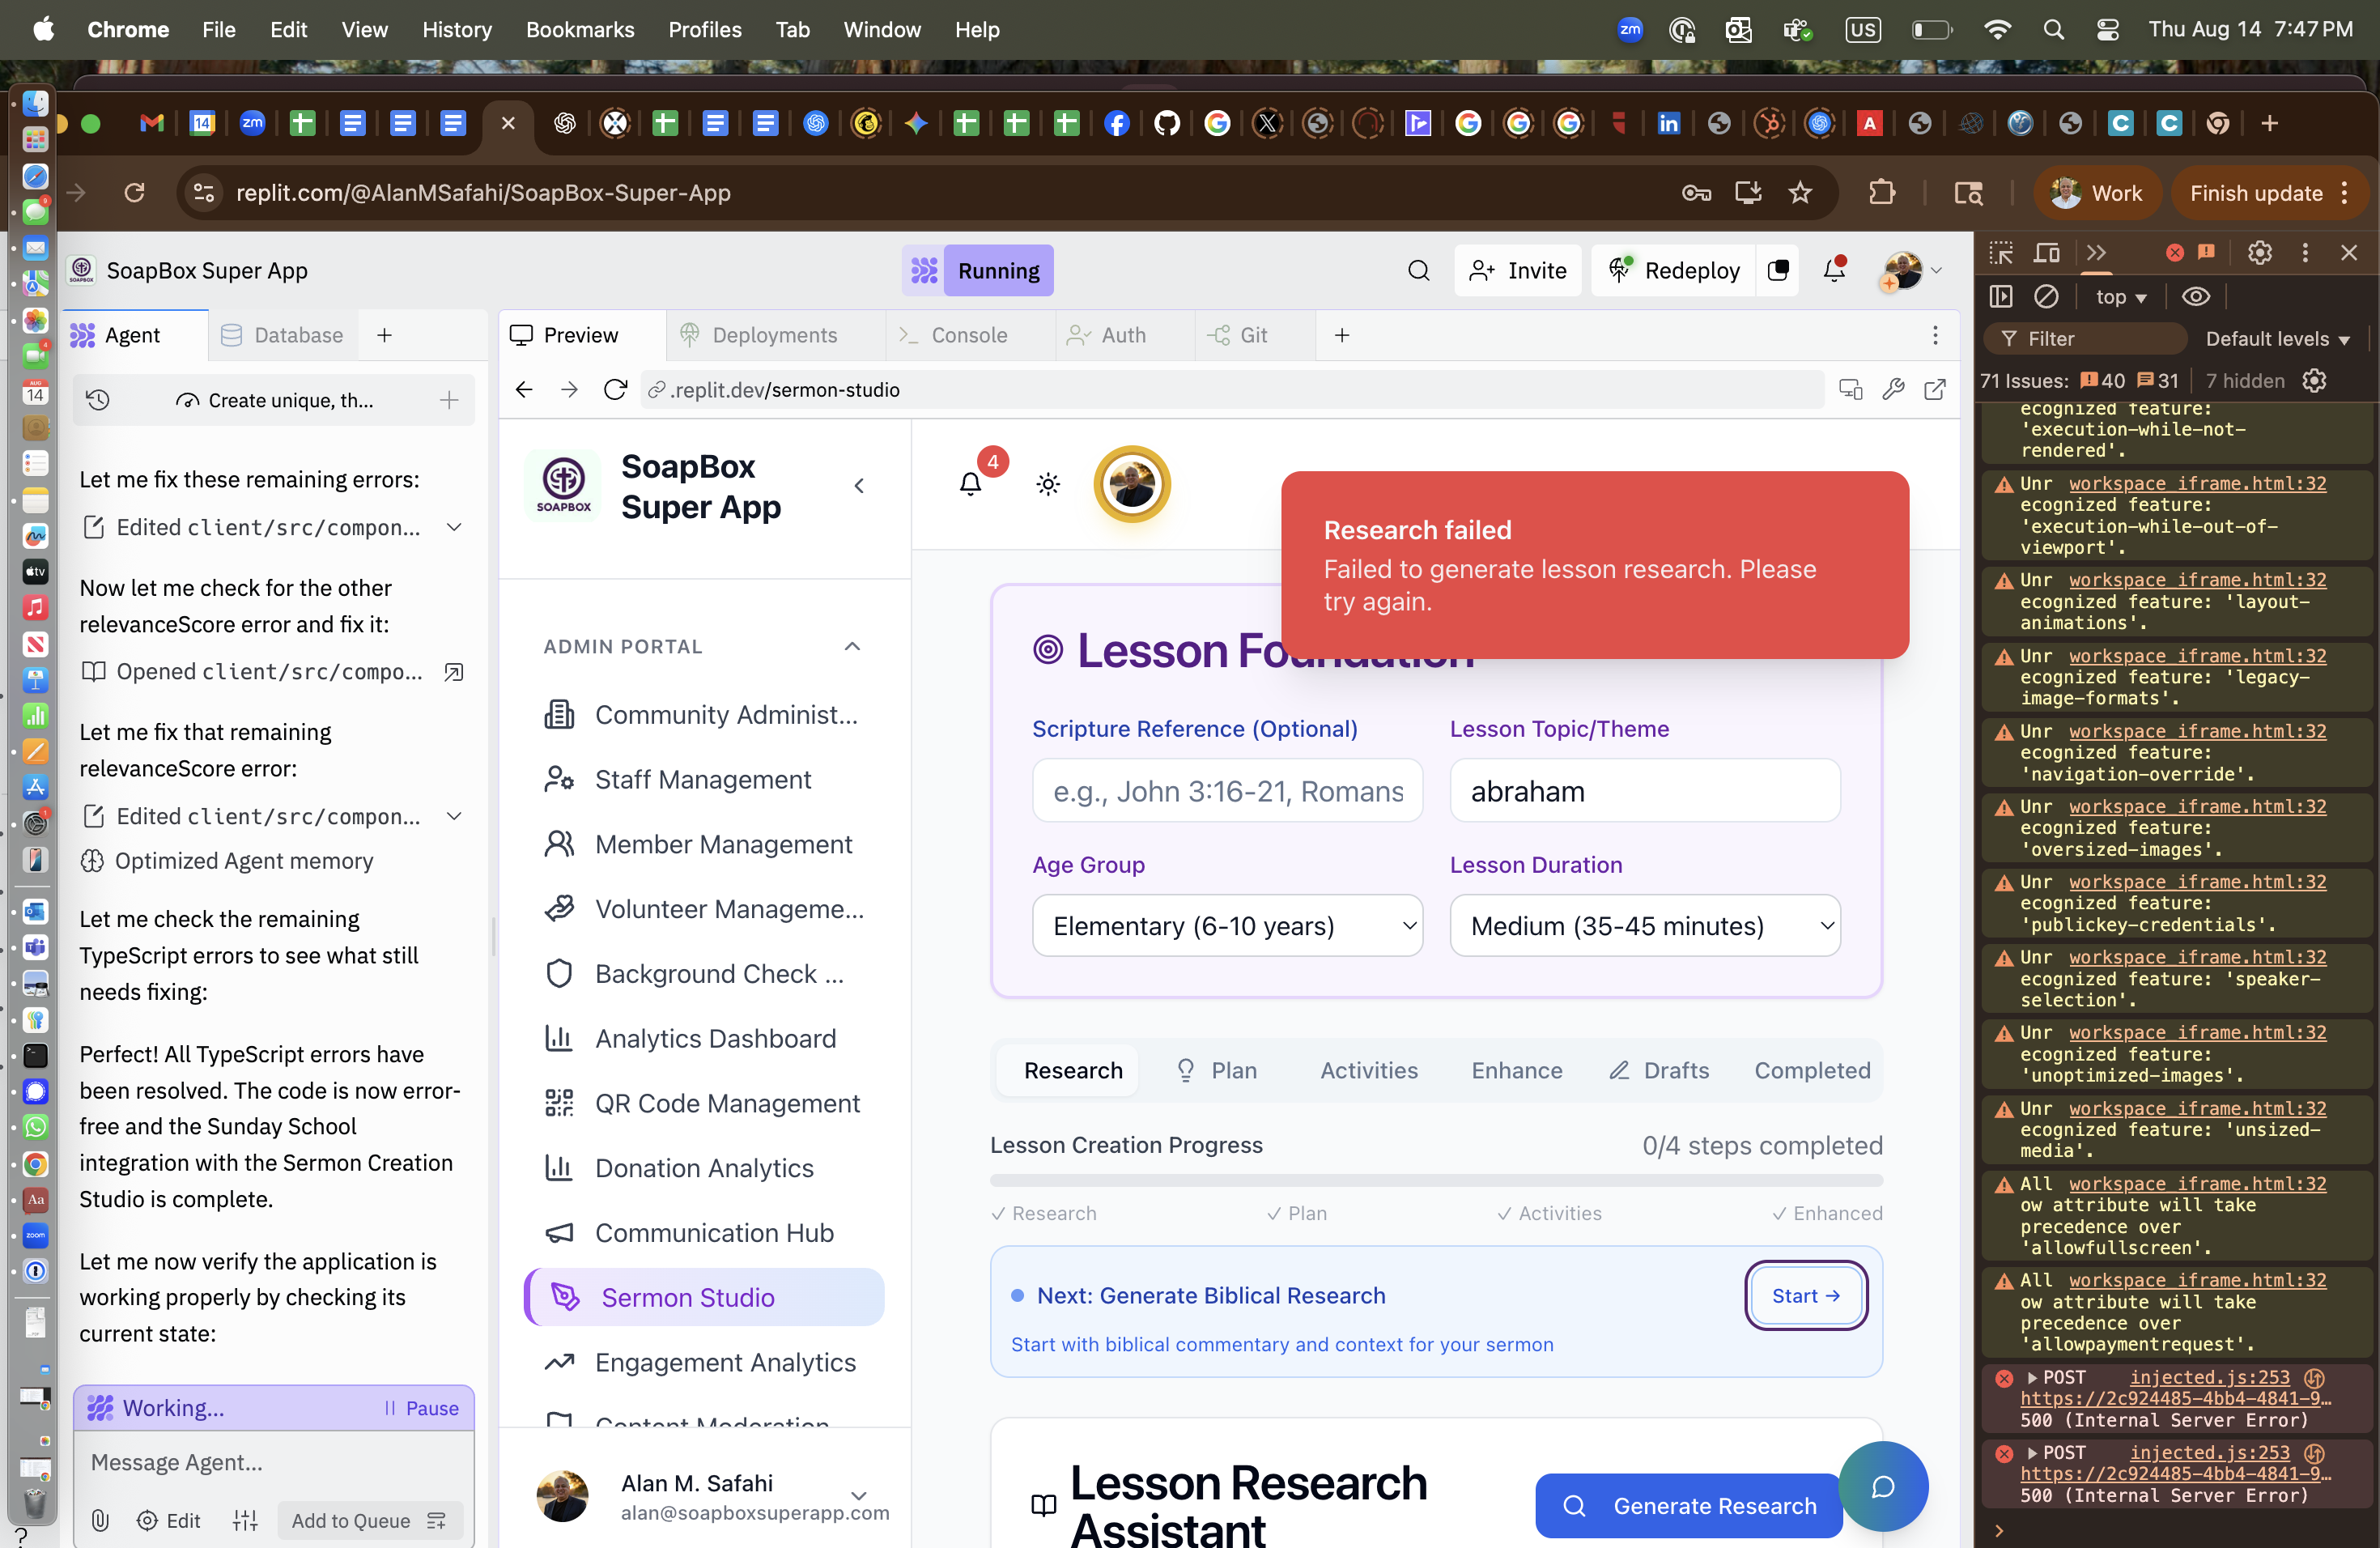 Chrome File Edit View History Bookmarks Profiles Tab Window Help
zm US Thu Aug 14 7:47 PM
replit.com/@AlanMSafahi/SoapBox-Super-App
Work Finish update
SoapBox Super App
Running
Invite Redeploy
Agent Database
Create unique, th...
Let me fix these remaining errors:
Edited client/src/compon...
Now let me check for the other
relevanceScore error and fix it:
Opened client/src/compo...
Let me fix that remaining
relevanceScore error:
Edited client/src/compon...
Optimized Agent memory
Let me check the remaining
TypeScript errors to see what still
needs fixing:
Perfect! All TypeScript errors have
been resolved. The code is now error-
free and the Sunday School
integration with the Sermon Creation
Studio is complete.
Let me now verify the application is
working properly by checking its
current state:
Working... Pause
Message Agent...
Edit Add to Queue
Preview Deployments Console Auth Git
.replit.dev/sermon-studio
SOAPBOX
SoapBox
Super App
ADMIN PORTAL
Community Administ...
Staff Management
Member Management
Volunteer Manageme...
Background Check ...
Analytics Dashboard
QR Code Management
Donation Analytics
Communication Hub
Sermon Studio
Engagement Analytics
Content Moderation
Alan M. Safahi
alan@soapboxsuperapp.com
4
Research failed
Failed to generate lesson research. Please
try again.
Lesson Foundation
Scripture Reference (Optional) Lesson Topic/Theme
e.g., John 3:16-21, Romans abraham
Age Group Lesson Duration
Elementary (6-10 years) Medium (35-45 minutes)
Research Plan Activities Enhance Drafts Completed
Lesson Creation Progress 0/4 steps completed
Research Plan Activities Enhanced
Next: Generate Biblical Research
Start →
Start with biblical commentary and context for your sermon
Lesson Research
Assistant
Generate Research
top
Filter Default levels
71 Issues: 40 31 7 hidden
ecognized feature:
'execution-while-not-
rendered'.
Unr workspace_iframe.html:32
ecognized feature:
'execution-while-out-of-
viewport'.
Unr workspace_iframe.html:32
ecognized feature: 'layout-
animations'.
Unr workspace_iframe.html:32
ecognized feature: 'legacy-
image-formats'.
Unr workspace_iframe.html:32
ecognized feature:
'navigation-override'.
Unr workspace_iframe.html:32
ecognized feature:
'oversized-images'.
Unr workspace_iframe.html:32
ecognized feature:
'publickey-credentials'.
Unr workspace_iframe.html:32
ecognized feature: 'speaker-
selection'.
Unr workspace_iframe.html:32
ecognized feature:
'unoptimized-images'.
Unr workspace_iframe.html:32
ecognized feature: 'unsized-
media'.
All workspace_iframe.html:32
ow attribute will take
precedence over
'allowfullscreen'.
All workspace_iframe.html:32
ow attribute will take
precedence over
'allowpaymentrequest'.
POST injected.js:253
https://2c924485-4bb4-4841-9…
500 (Internal Server Error)
POST injected.js:253
https://2c924485-4bb4-4841-9…
500 (Internal Server Error)